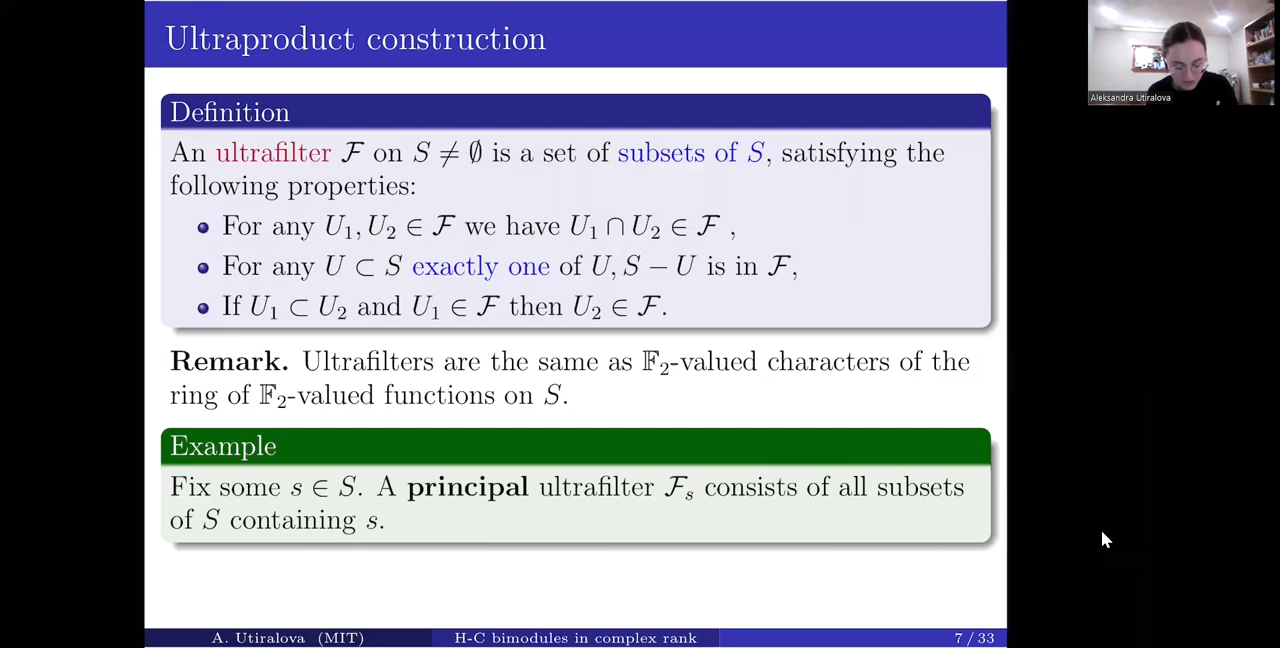 Ultraproduct construction
Aleksandra Utiralova
Definition
An ultrafilter ℱ on S ≠ ∅ is a set of subsets of S, satisfying the
following properties:
For any U₁, U₂ ∈ ℱ we have U₁ ∩ U₂ ∈ ℱ ,
For any U ⊂ S exactly one of U, S − U is in ℱ,
If U₁ ⊂ U₂ and U₁ ∈ ℱ then U₂ ∈ ℱ.
Remark. Ultrafilters are the same as 𝔽₂-valued characters of the
ring of 𝔽₂-valued functions on S.
Example
Fix some s ∈ S. A principal ultrafilter ℱₛ consists of all subsets
of S containing s.
A. Utiralova (MIT) H-C bimodules in complex rank 7 / 33